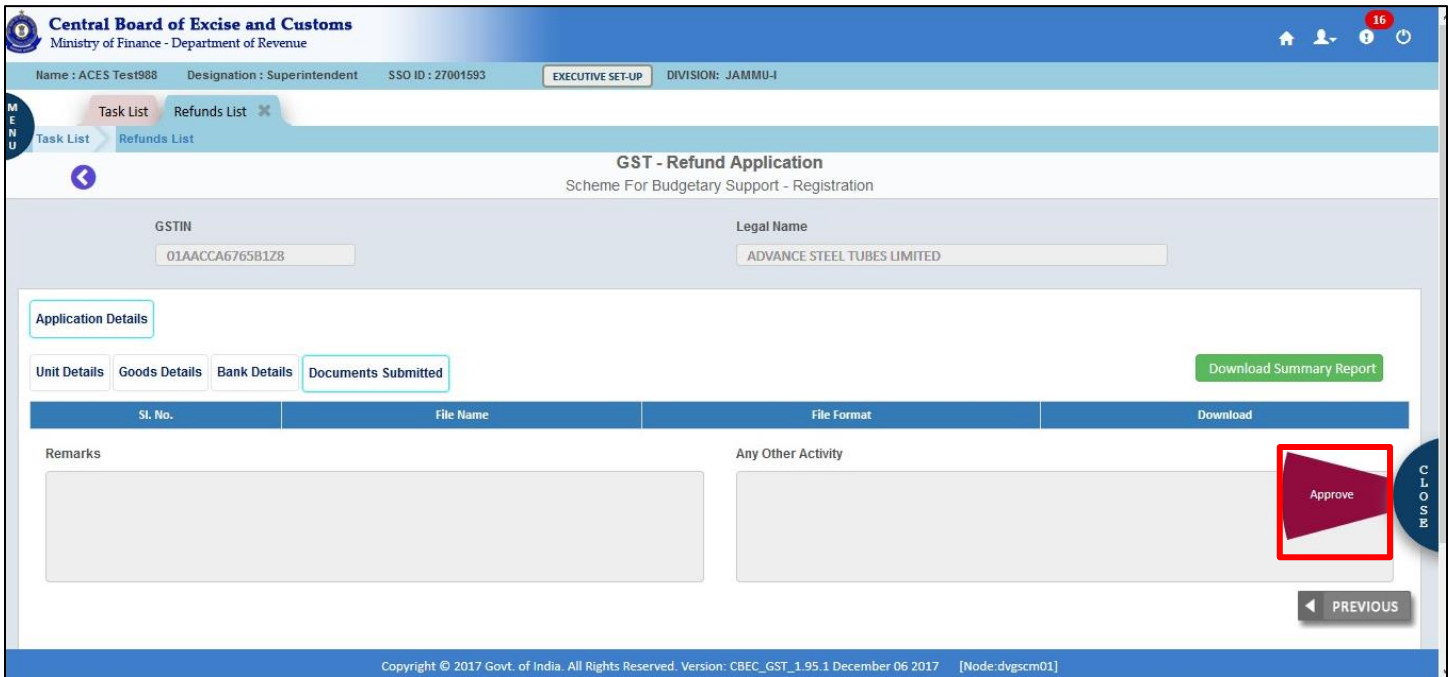 Central Board of Excise and Customs
Ministry of Finance - Department of Revenue
16
Name : ACES Test988 Designation : Superintendent SSO ID : 27001593 EXECUTIVE SET-UP DIVISION: JAMMU-I
MENU
Task List Refunds List
Task List Refunds List
GST - Refund Application
Scheme For Budgetary Support - Registration
GSTIN Legal Name
01AACCA6765B1Z8 ADVANCE STEEL TUBES LIMITED
Application Details
Unit Details Goods Details Bank Details Documents Submitted Download Summary Report
Sl. No. File Name File Format Download
Remarks Any Other Activity
Approve
CLOSE
PREVIOUS
Copyright © 2017 Govt. of India. All Rights Reserved. Version: CBEC_GST_1.95.1 December 06 2017 [Node:dvgscm01]